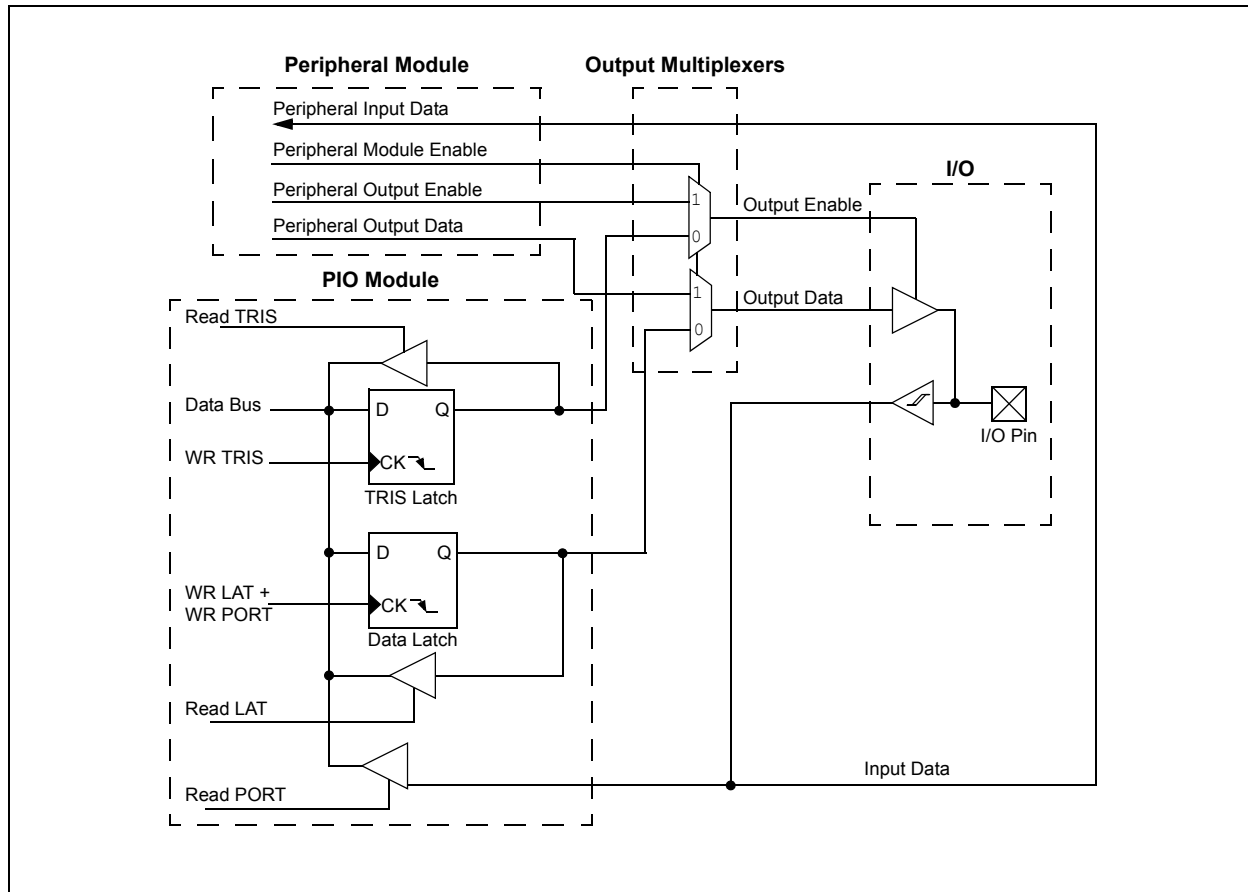 Peripheral Module
Output Multiplexers
Peripheral Input Data
Peripheral Module Enable
Peripheral Output Enable
Peripheral Output Data
1
0
1
0
Output Enable
Output Data
I/O
I/O Pin
PIO Module
Read TRIS
Data Bus
D Q
WR TRIS
CK
TRIS Latch
D Q
WR LAT +
WR PORT
CK
Data Latch
Read LAT
Read PORT
Input Data